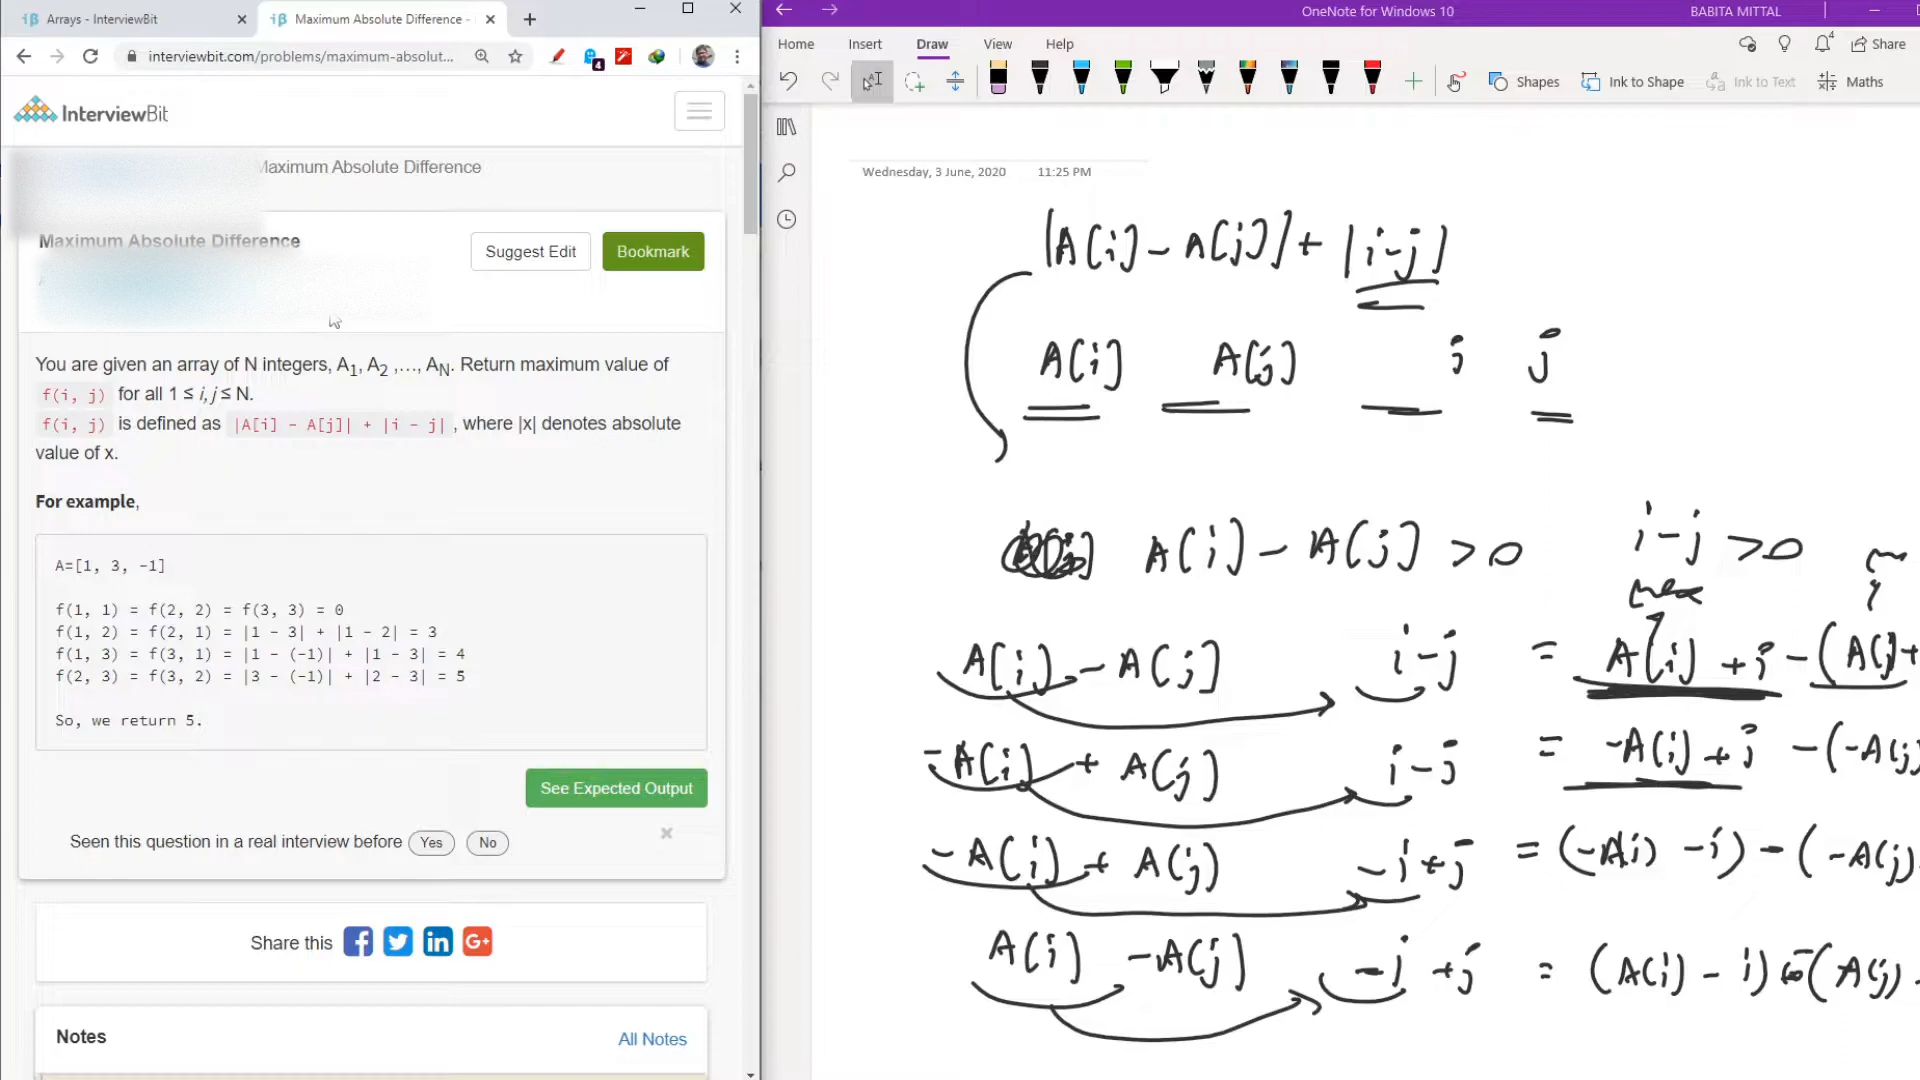 Arrays - InterviewBit
Maximum Absolute Difference -
interviewbit.com/problems/maximum-absolut...
4
InterviewBit
Maximum Absolute Difference
Maximum Absolute Difference
Suggest Edit
Bookmark
You are given an array of N integers, A1, A2 ,…, AN. Return maximum value of
f(i, j) for all 1 ≤ i, j ≤ N.
f(i, j) is defined as |A[i] - A[j]| + |i - j|, where |x| denotes absolute
value of x.
For example,
A=[1, 3, -1]
f(1, 1) = f(2, 2) = f(3, 3) = 0
f(1, 2) = f(2, 1) = |1 - 3| + |1 - 2| = 3
f(1, 3) = f(3, 1) = |1 - (-1)| + |1 - 3| = 4
f(2, 3) = f(3, 2) = |3 - (-1)| + |2 - 3| = 5
So, we return 5.
See Expected Output
Seen this question in a real interview before Yes No
Share this
Notes
All Notes
OneNote for Windows 10
BABITA MITTAL
Home Insert Draw View Help
4
Share
Shapes
Ink to Shape
Ink to Text
Maths
Wednesday, 3 June, 2020 11:25 PM
|A[i] - A[j]| + |i-j|
A[i] A[j] i j
A[i] - A[j] >0 i-j >0
max
A[i] - A[j] i-j = A[i] + i - (A[j] +
-A[i] + A[j] i-j = -A[i] + i - (-A[j]
-A[i] + A[j] -i+j = (-A[i] -i) - (-A[j]
A[i] -A[j] -i +j = (A[i] - i) - (A[j] -